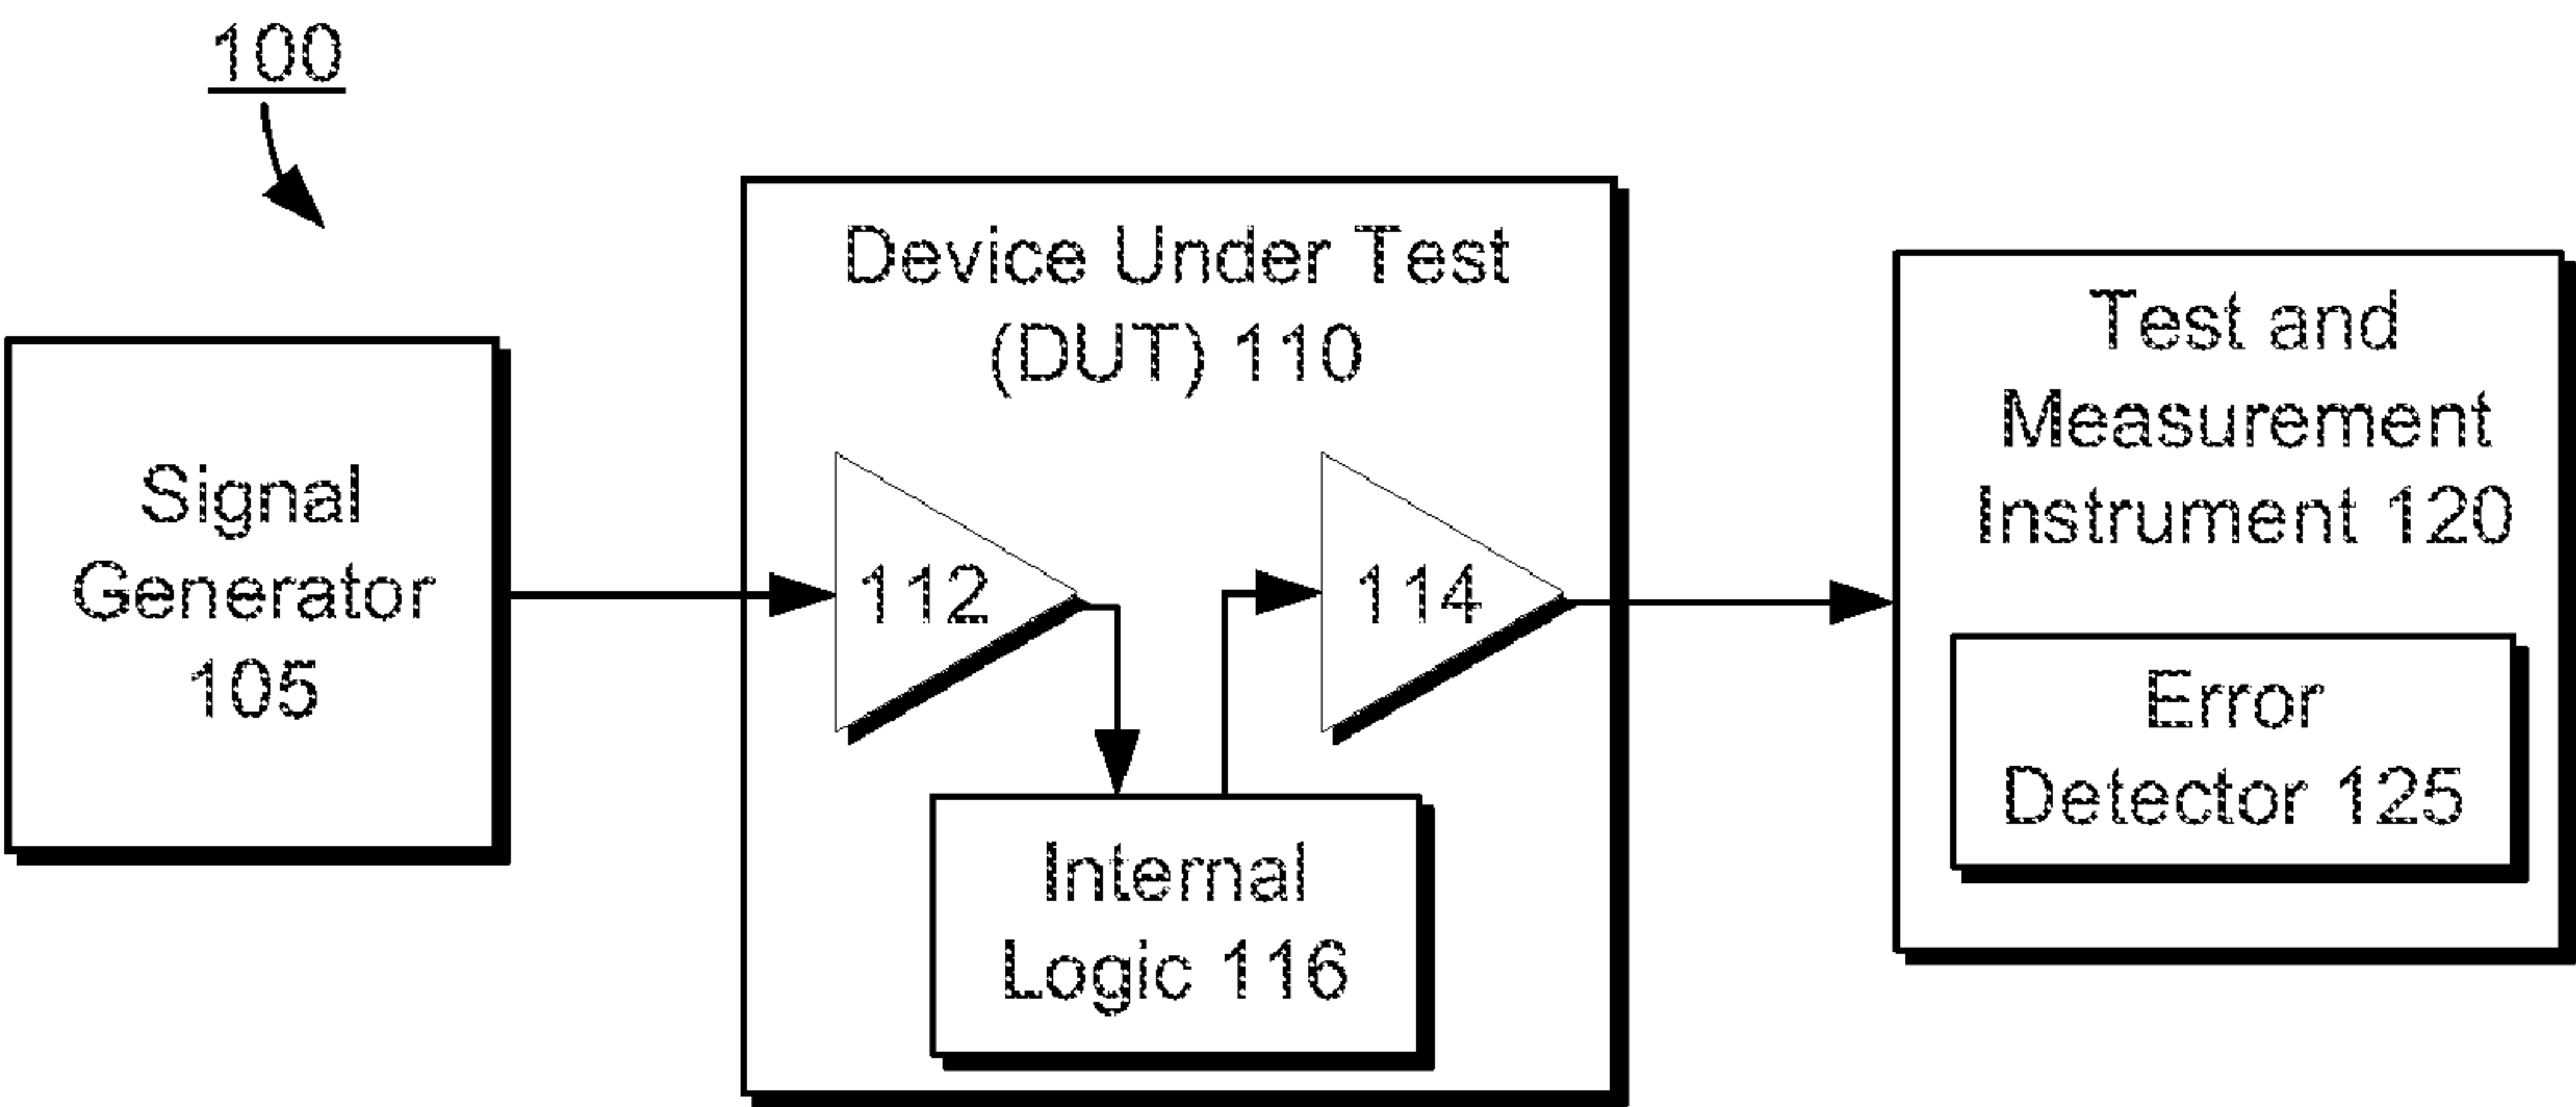 100
Signal
Generator
105
Device Under Test
(DUT) 110
112
114
Internal
Logic 116
Test and
Measurement
Instrument 120
Error
Detector 125